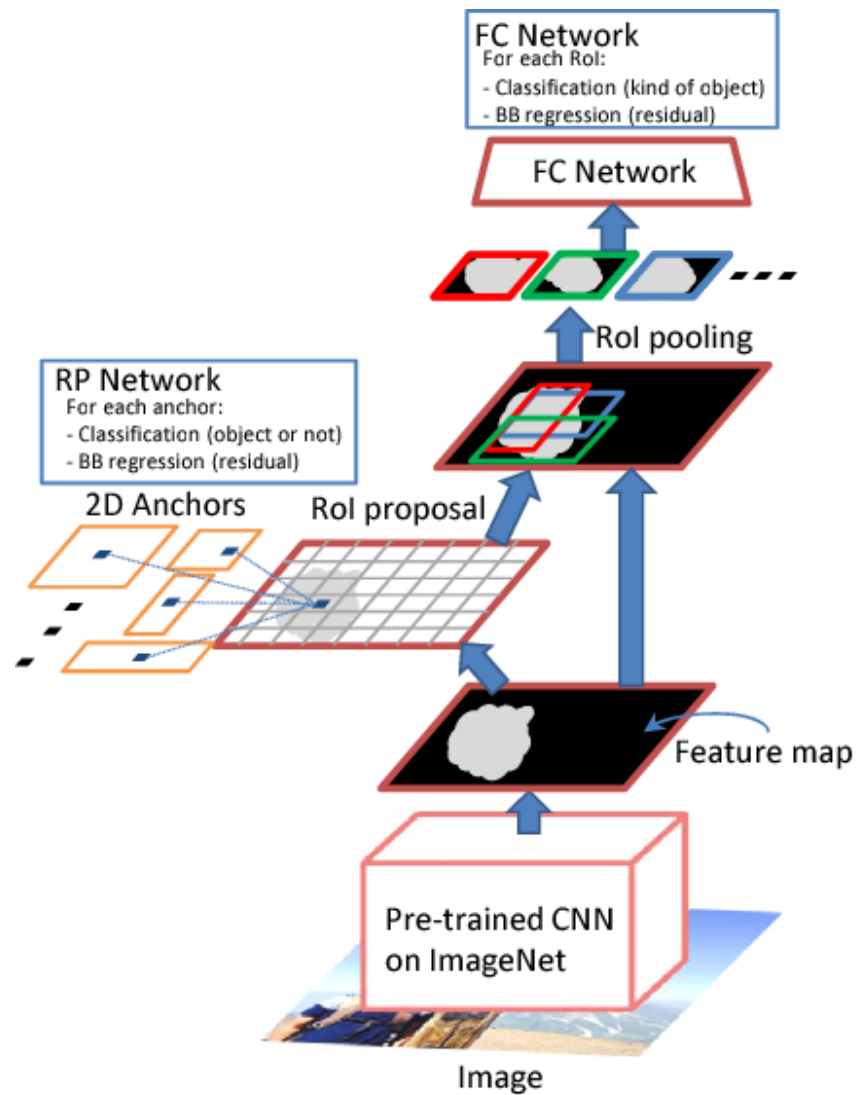 FC Network
For each RoI:
- Classification (kind of object)
- BB regression (residual)
FC Network
RoI pooling
RP Network
For each anchor:
- Classification (object or not)
- BB regression (residual)
2D Anchors
RoI proposal
Feature map
Pre-trained CNN
on ImageNet
Image